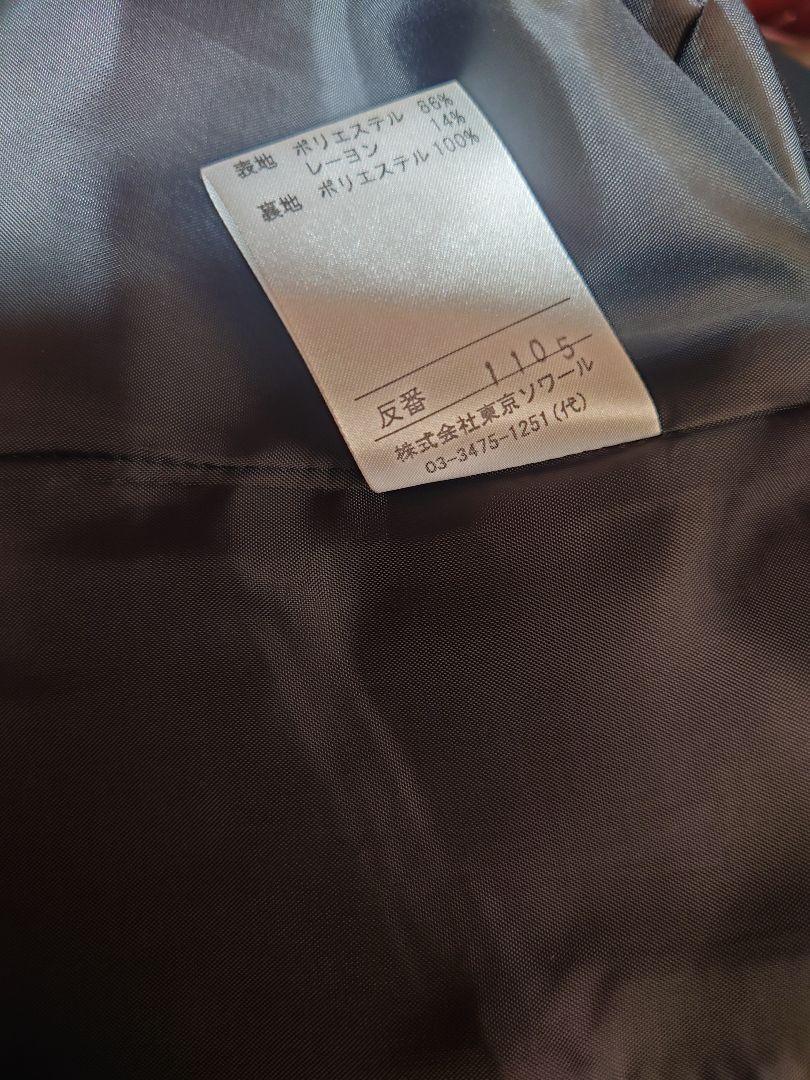 表地 ポリエステル 86%
レーヨン 14%
裏地 ポリエステル 100%
反番 1105
株式会社東京ソワール
03-3475-1251(代)